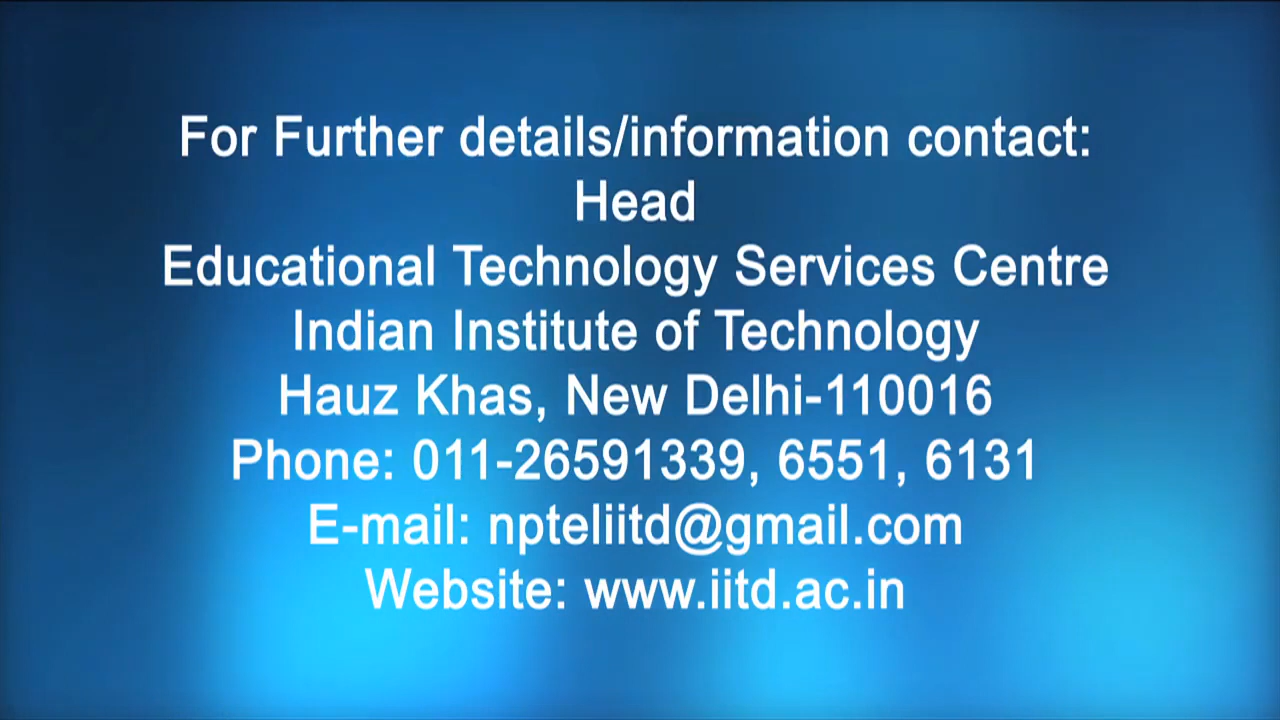 For Further details/information contact:
Head
Educational Technology Services Centre
Indian Institute of Technology
Hauz Khas, New Delhi-110016
Phone: 011-26591339, 6551, 6131
E-mail: npteliitd@gmail.com
Website: www.iitd.ac.in